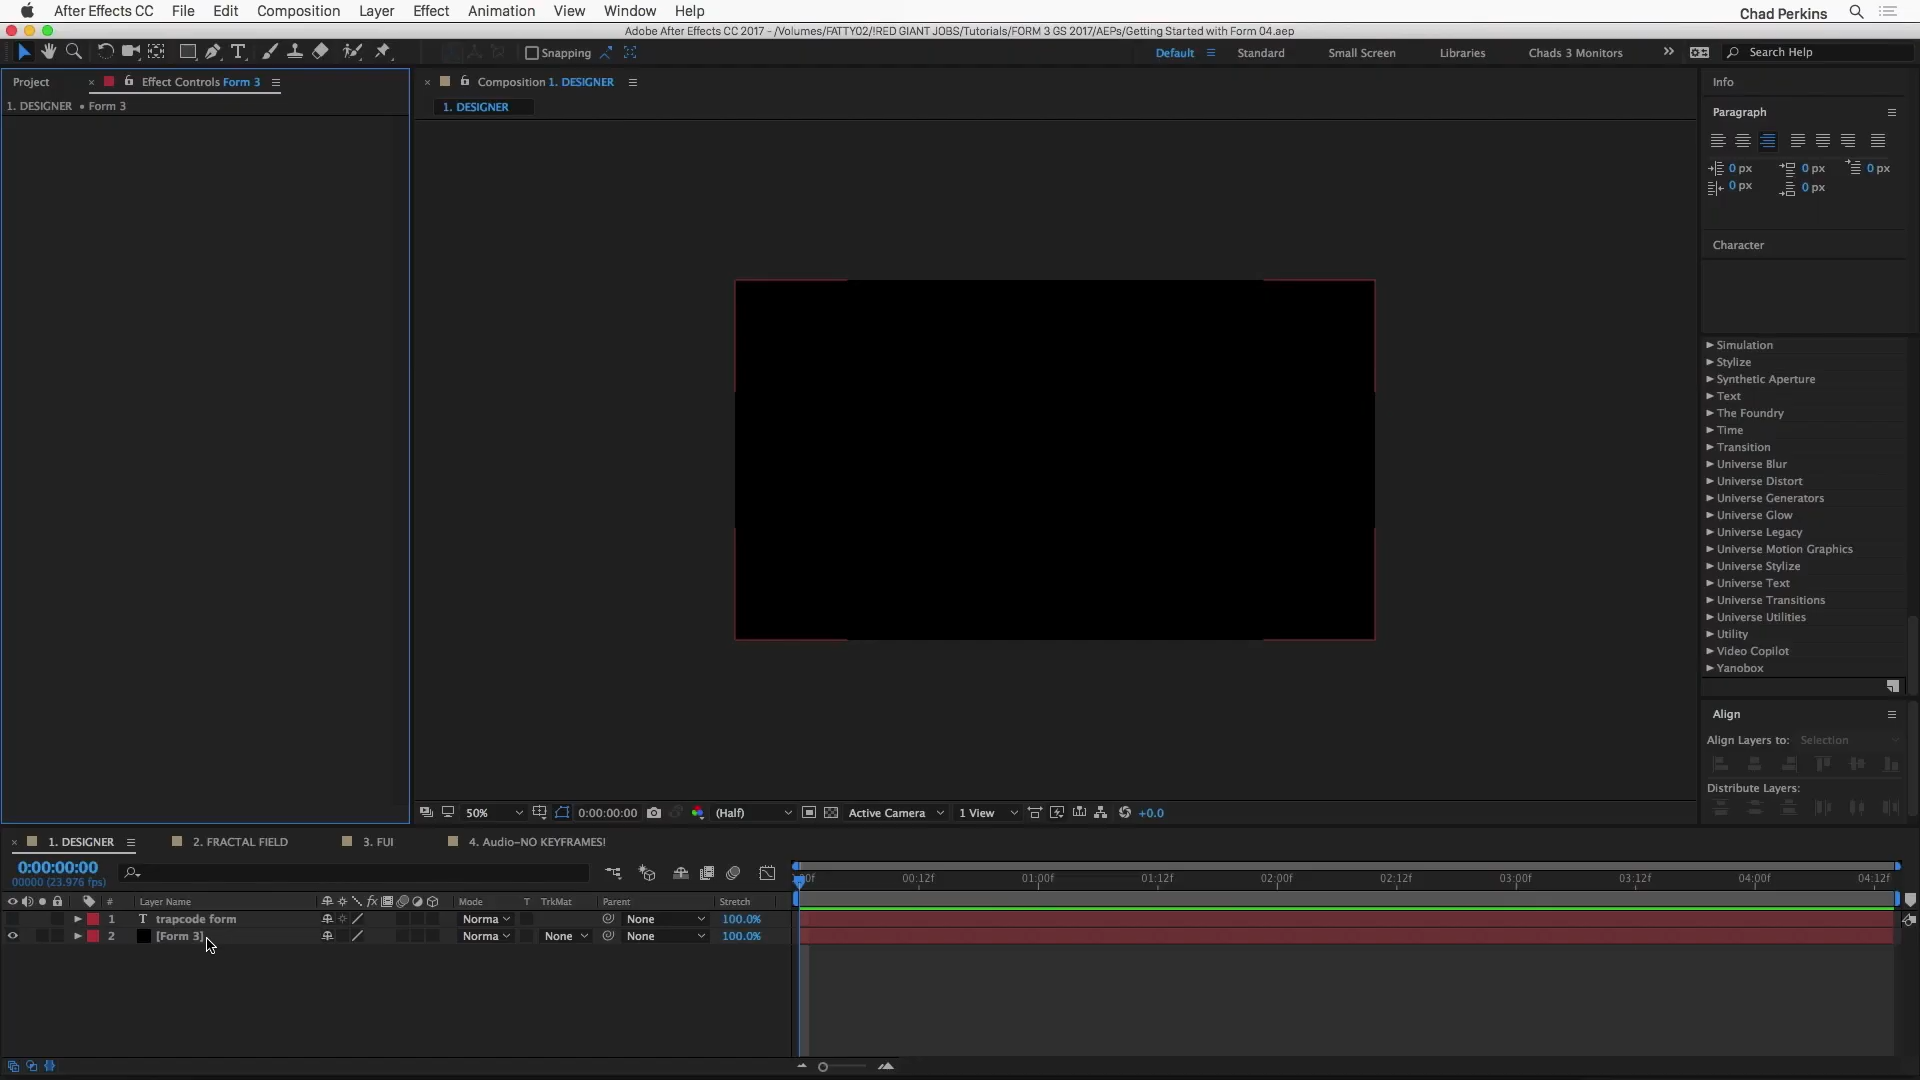 After Effects CC File Edit Composition Layer Effect Animation View Window Help Chad Perkins
Adobe After Effects CC 2017 - /Volumes/FATTY02/!RED GIANT JOBS/Tutorials/FORM 3 GS 2017/AEPs/Getting Started with Form 04.aep
Snapping Default Standard Small Screen Libraries Chads 3 Monitors Search Help
Project Effect Controls Form 3 Composition 1. DESIGNER Info
1. DESIGNER • Form 3 1. DESIGNER
Paragraph
0 px 0 px 0 px
0 px 0 px
Character
Simulation
Stylize
Synthetic Aperture
Text
The Foundry
Time
Transition
Universe Blur
Universe Distort
Universe Generators
Universe Glow
Universe Legacy
Universe Motion Graphics
Universe Stylize
Universe Text
Universe Transitions
Universe Utilities
Utility
Video Copilot
Yanobox
Align
Align Layers to: Selection
Distribute Layers:
50% 0:00:00:00 (Half) Active Camera 1 View +0.0
1. DESIGNER 2. FRACTAL FIELD 3. FUI 4. Audio-NO KEYFRAMES!
0:00:00:00
00000 (23.976 fps)
00:12f 01:00f 01:12f 02:00f 02:12f 03:00f 03:12f 04:00f 04:12f
# Layer Name fx Mode T TrkMat Parent Stretch
1 T trapcode form Norma None 100.0%
2 [Form 3] Norma None None 100.0%